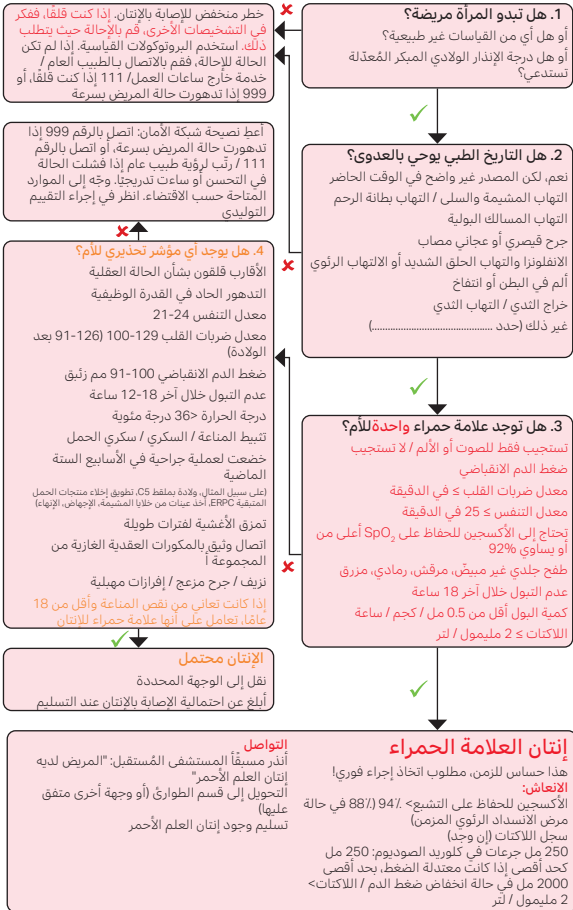 1. هل تبدو المرأة مريضة؟
أو هل أي من القياسات غير طبيعية؟
أو هل درجة الإنذار الولادي المبكر المُعدّلة
تستدعي؟
خطر منخفض للإصابة بالإنتان. إذا كنت قلقًا، ففكر
في التشخيصات الأخرى، قم بالإحالة حيث يتطلب
ذلك. استخدم البروتوكولات القياسية. إذا لم تكن
الحالة للإحالة، فقم بالاتصال بـالطبيب العام /
خدمة خارج ساعات العمل/ 111 إذا كنت قلقًا، أو
999 إذا تدهورت حالة المريض بسرعة
2. هل التاريخ الطبي يوحي بالعدوى؟
نعم، لكن المصدر غير واضح في الوقت الحاضر
التهاب المشيمة والسلى / التهاب بطانة الرحم
التهاب المسالك البولية
جرح قيصري أو عجاني مصاب
الانفلونزا والتهاب الحلق الشديد أو الالتهاب الرئوي
ألم في البطن أو انتفاخ
خراج الثدي / التهاب الثدي
غير ذلك (حدد ............................................)
أعطِ نصيحة شبكة الأمان: اتصل بالرقم 999 إذا
تدهورت حالة المريض بسرعة، أو اتصل بالرقم
111 / رتّب لرؤية طبيب عام إذا فشلت الحالة
في التحسن أو ساءت تدريجيًا. وجّه إلى الموارد
المتاحة حسب الاقتضاء. انظر في إجراء التقييم
التوليدي
3. هل توجد علامة حمراء واحدةللأم؟
تستجيب فقط للصوت أو الألم / لا تستجيب
ضغط الدم الانقباضي
معدل ضربات القلب ≥ في الدقيقة
معدل التنفس ≥ 25 في الدقيقة
تحتاج إلى الأكسجين للحفاظ على SpO₂ أعلى من
أو يساوي 92%
طفح جلدي غير مبيضّ، مرقش، رمادي، مزرق
عدم التبول خلال آخر 18 ساعة
كمية البول أقل من 0.5 مل / كجم / ساعة
اللاكتات ≥ 2 مليمول / لتر
4. هل يوجد أي مؤشر تحذيري للأم؟
الأقارب قلقون بشأن الحالة العقلية
التدهور الحاد في القدرة الوظيفية
معدل التنفس 24-21
معدل ضربات القلب 129-100 (126-91 بعد
الولادة)
ضغط الدم الانقباضي 100-91 مم زئبق
عدم التبول خلال آخر 18-12 ساعة
درجة الحرارة <36 درجة مئوية
تثبيط المناعة / السكري / سكري الحمل
خضعت لعملية جراحية في الأسابيع الستة
الماضية
(على سبيل المثال، ولادة بملقط C5، تطويق إخلاء منتجات الحمل
المتبقية ERPC، أخذ عينات من خلايا المشيمة، الإجهاض، الإنهاء)
تمزق الأغشية لفترات طويلة
اتصال وثيق بالمكورات العقدية الغازية من
المجموعة أ
نزيف / جرح مزعج / إفرازات مهبلية
إذا كانت تعاني من نقص المناعة وأقل من 18
عامًا، تعامل على أنها علامة حمراء للإنتان
الإنتان محتمل
نقل إلى الوجهة المحددة
أبلغ عن احتمالية الإصابة بالإنتان عند التسليم
إنتان العلامة الحمراء
هذا حساس للزمن، مطلوب اتخاذ إجراء فوري!
الانعاش:
الأكسجين للحفاظ على التشبع> 94٪ (88٪ في حالة
مرض الانسداد الرئوي المزمن)
سجل اللاكتات (إن وجد)
250 مل جرعات في كلوريد الصوديوم: 250 مل
كحد أقصى إذا كانت معتدلة الضغط، بحد أقصى
2000 مل في حالة انخفاض ضغط الدم / اللاكتات>
2 مليمول / لتر
التواصل
أنذر مسبقًاً المستشفى المُستقبل: "المريض لديه
إنتان العلم الأحمر"
التحويل إلى قسم الطوارئ (أو وجهة أخرى متفق
عليها)
تسليم وجود إنتان العلم الأحمر